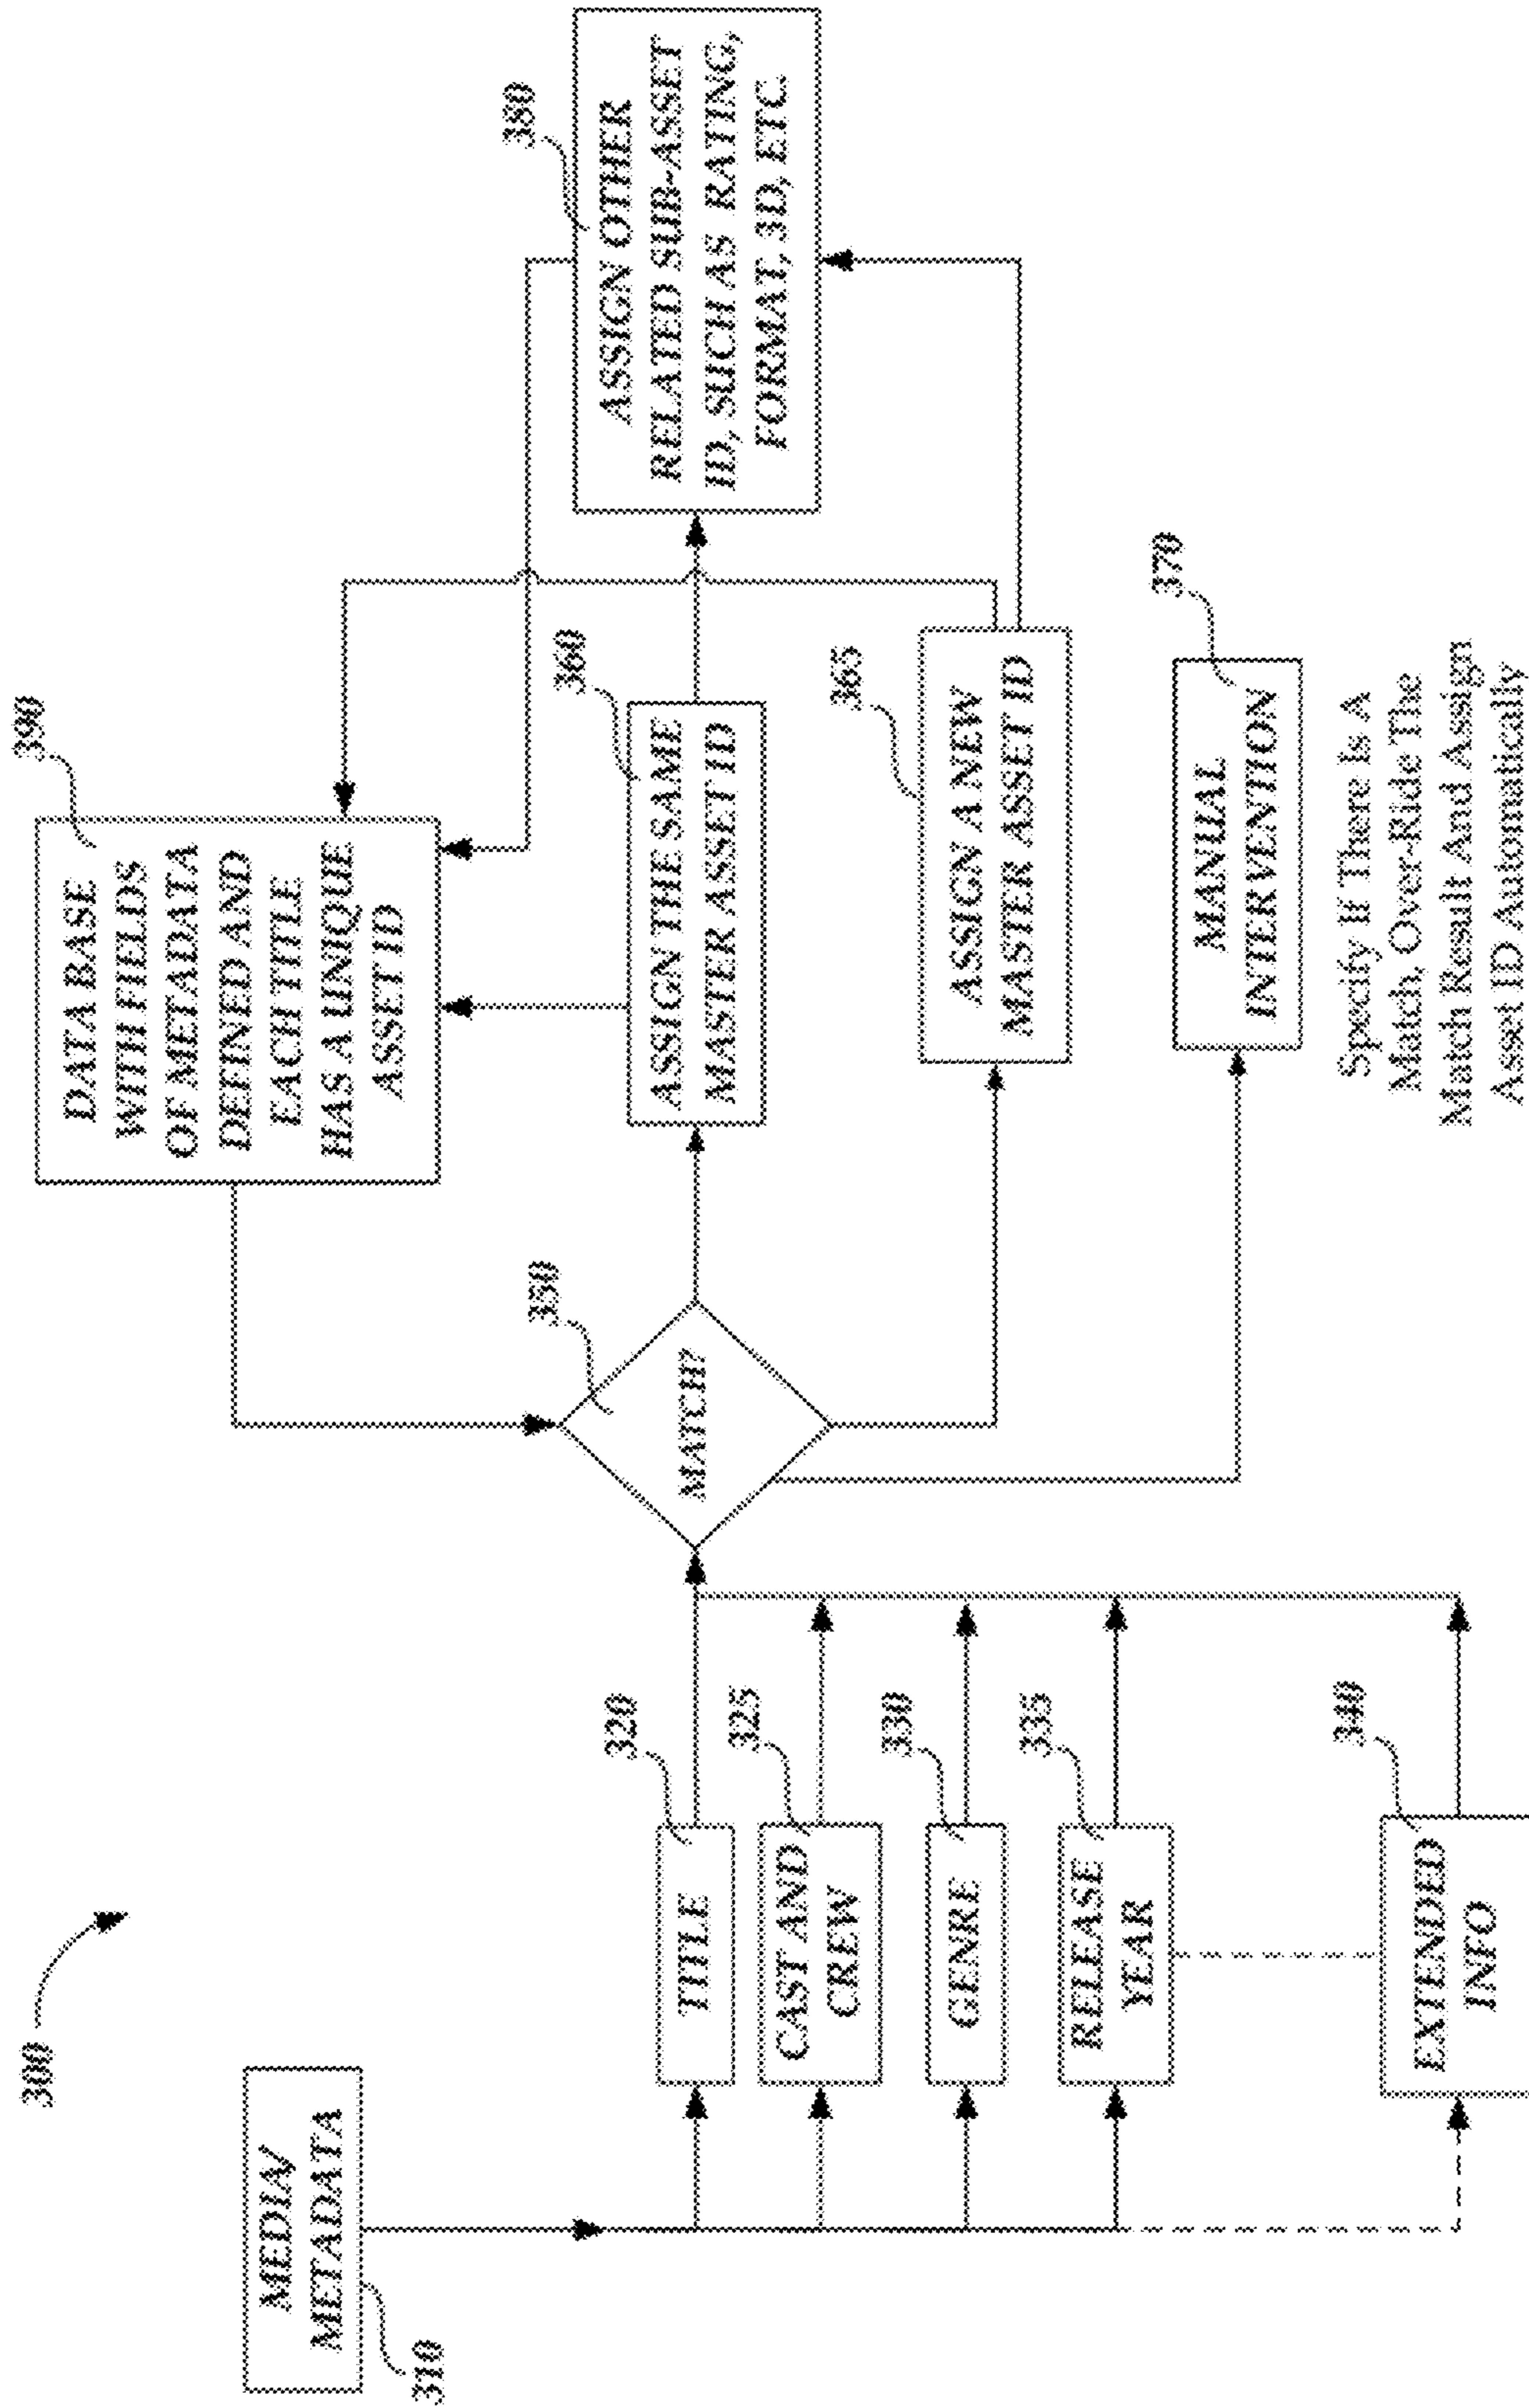 300
MEDIA/
METADATA
310
TITLE
320
CAST AND
CREW
325
GENRE
330
RELEASE
YEAR
335
EXTENDED
INFO
340
MATCH?
350
DATA BASE
WITH FIELDS
OF METADATA
DEFINED AND
EACH TITLE
HAS A UNIQUE
ASSET ID
390
ASSIGN THE SAME
MASTER ASSET ID
360
ASSIGN A NEW
MASTER ASSET ID
365
MANUAL
INTERVENTION
370
Specify If There Is A
Match, Over-Ride The
Match Result And Assign
Asset ID Automatically
ASSIGN OTHER
RELATED SUB-ASSET
ID, SUCH AS RATING,
FORMAT, 3D, ETC.
380